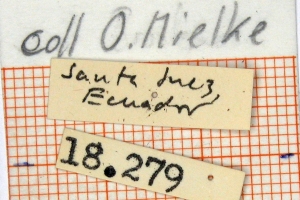 coll O. Mielke
Santa Inez,
Ecuador
18.279